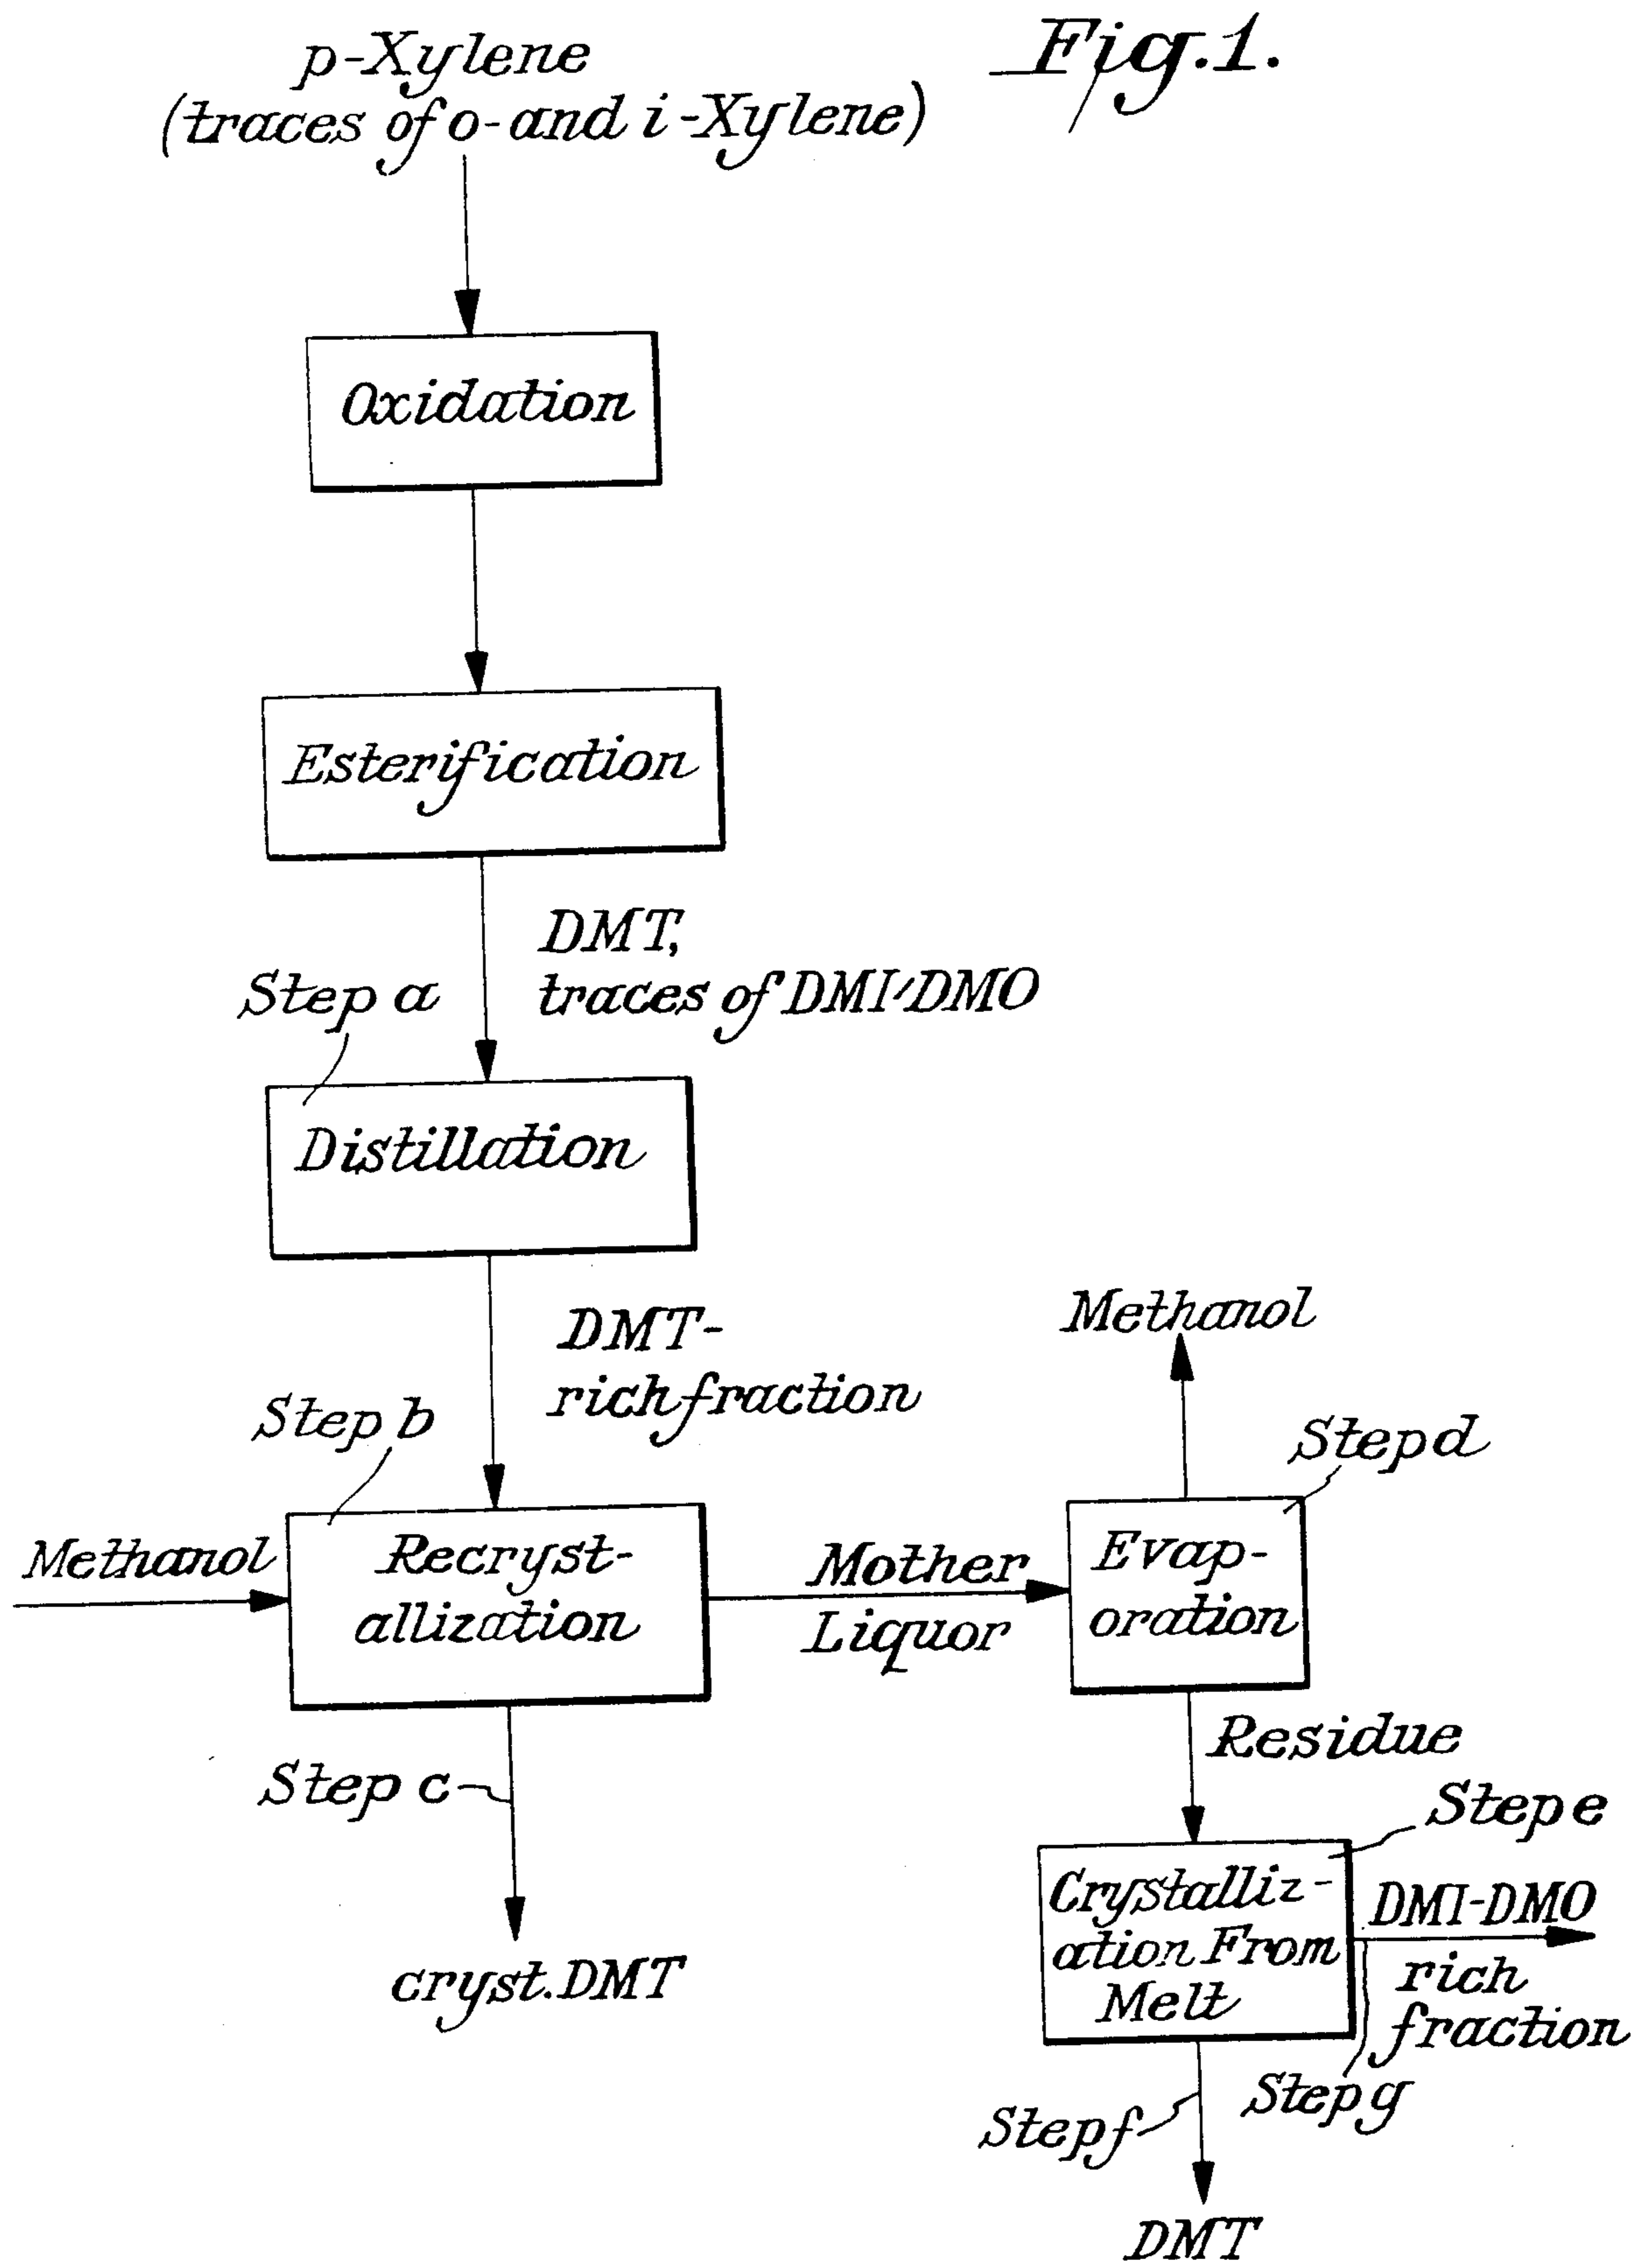 p-Xylene
(traces of o- and i-Xylene)
Fig.1.
Oxidation
Esterification
DMT,
traces of DMI/DMO
Step a
Distillation
DMT-
rich fraction
Step b
Methanol
Recryst-
allization
Mother
Liquor
Methanol
Step d
Evap-
oration
Step c
cryst. DMT
Residue
Step e
Crystalliz-
ation From
Melt
DMI-DMO
rich
fraction
Step g
Step f
DMT